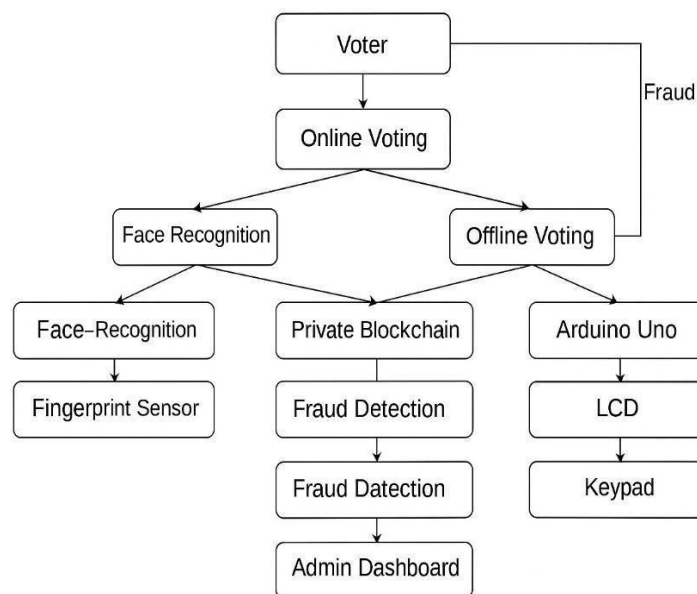 Voter
Fraud
Online Voting
Face Recognition
Offline Voting
Face-Recognition
Private Blockchain
Arduino Uno
Fingerprint Sensor
Fraud Detection
LCD
Fraud Datection
Keypad
Admin Dashboard